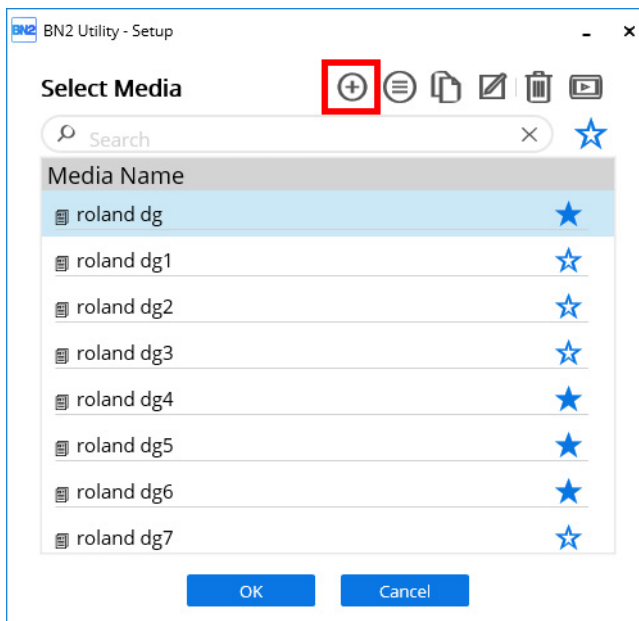 BN2 BN2 Utility - Setup
Select Media
Search
Media Name
roland dg
roland dg1
roland dg2
roland dg3
roland dg4
roland dg5
roland dg6
roland dg7
OK Cancel